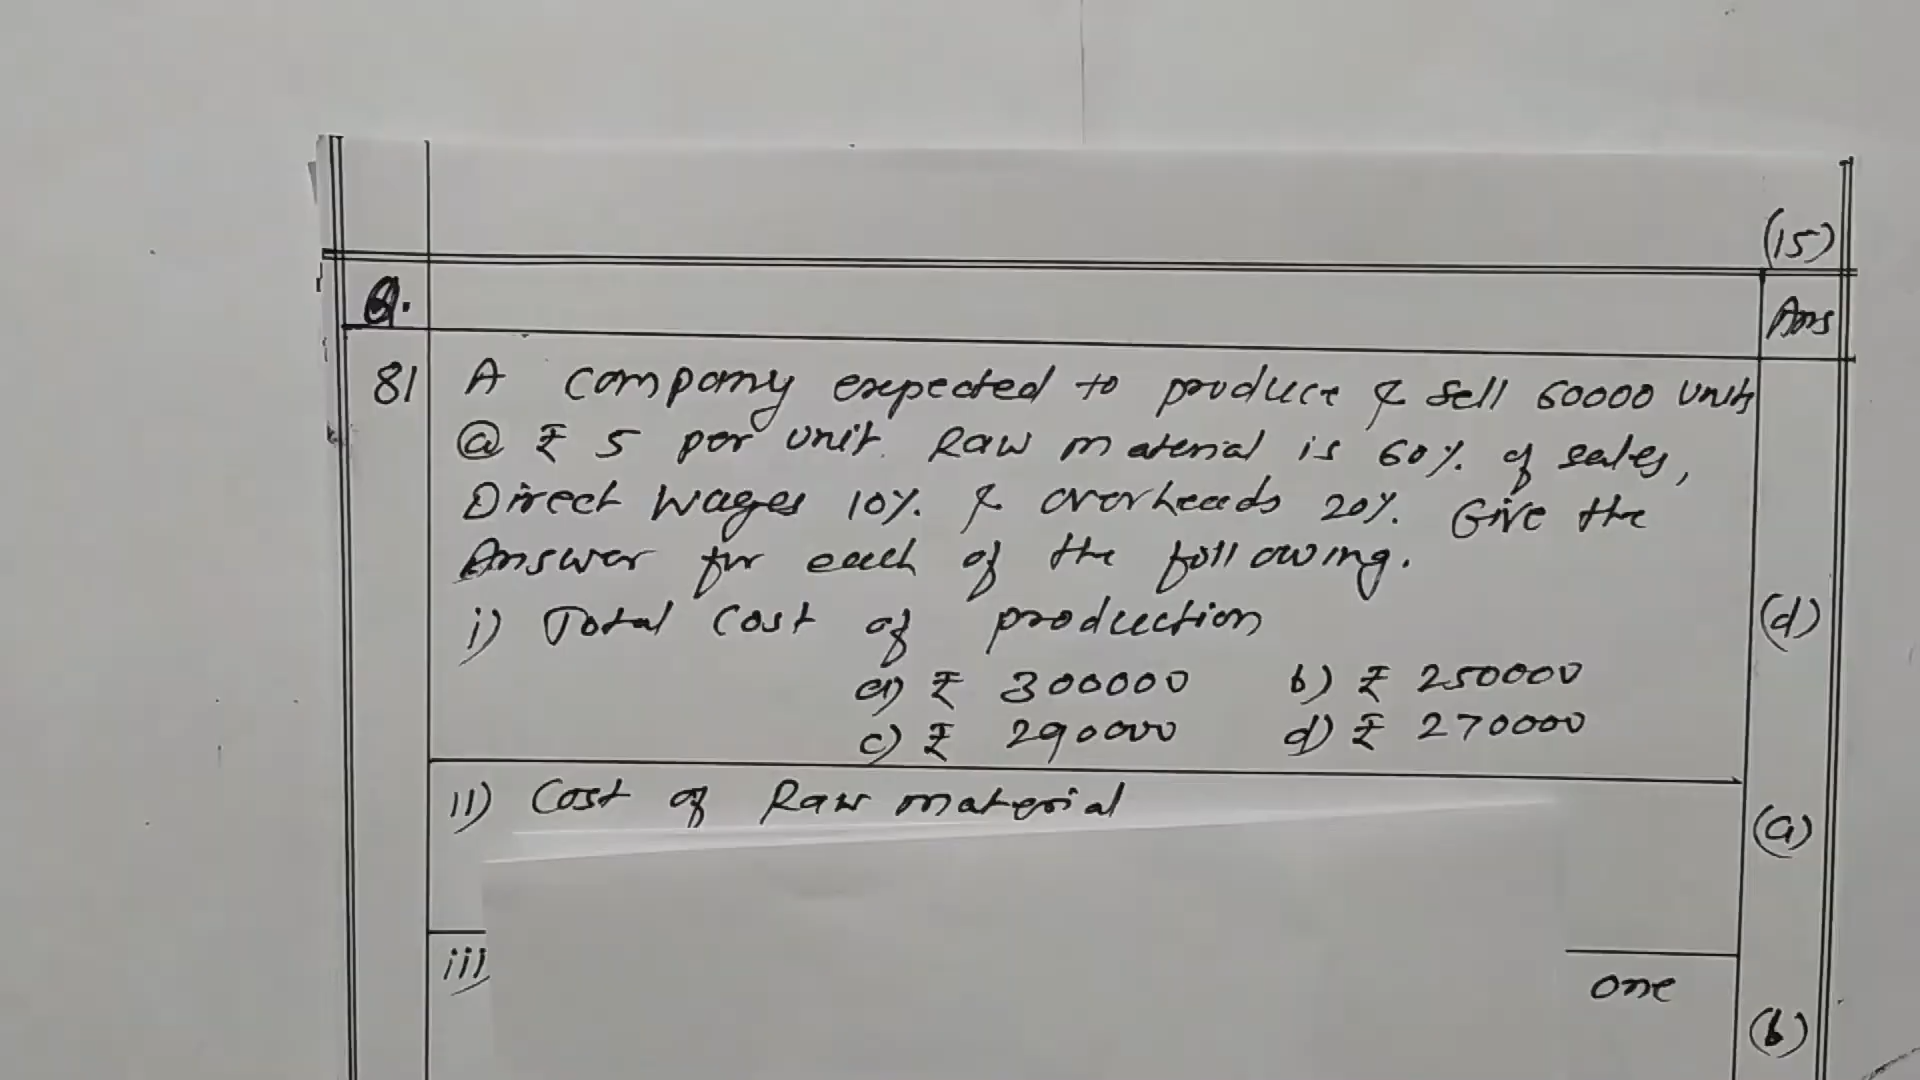 (15)
Q. Ans
81 A company expected to produce & sell 60000 units
@ ₹ 5 per unit. Raw material is 60% of sales,
Direct wages 10% & overheads 20%. Give the
Answer for each of the following.
i) Total cost of production (d)
a) ₹ 300000 b) ₹ 250000
c) ₹ 290000 d) ₹ 270000
ii) Cost of Raw material (a)
iii) one
(b)